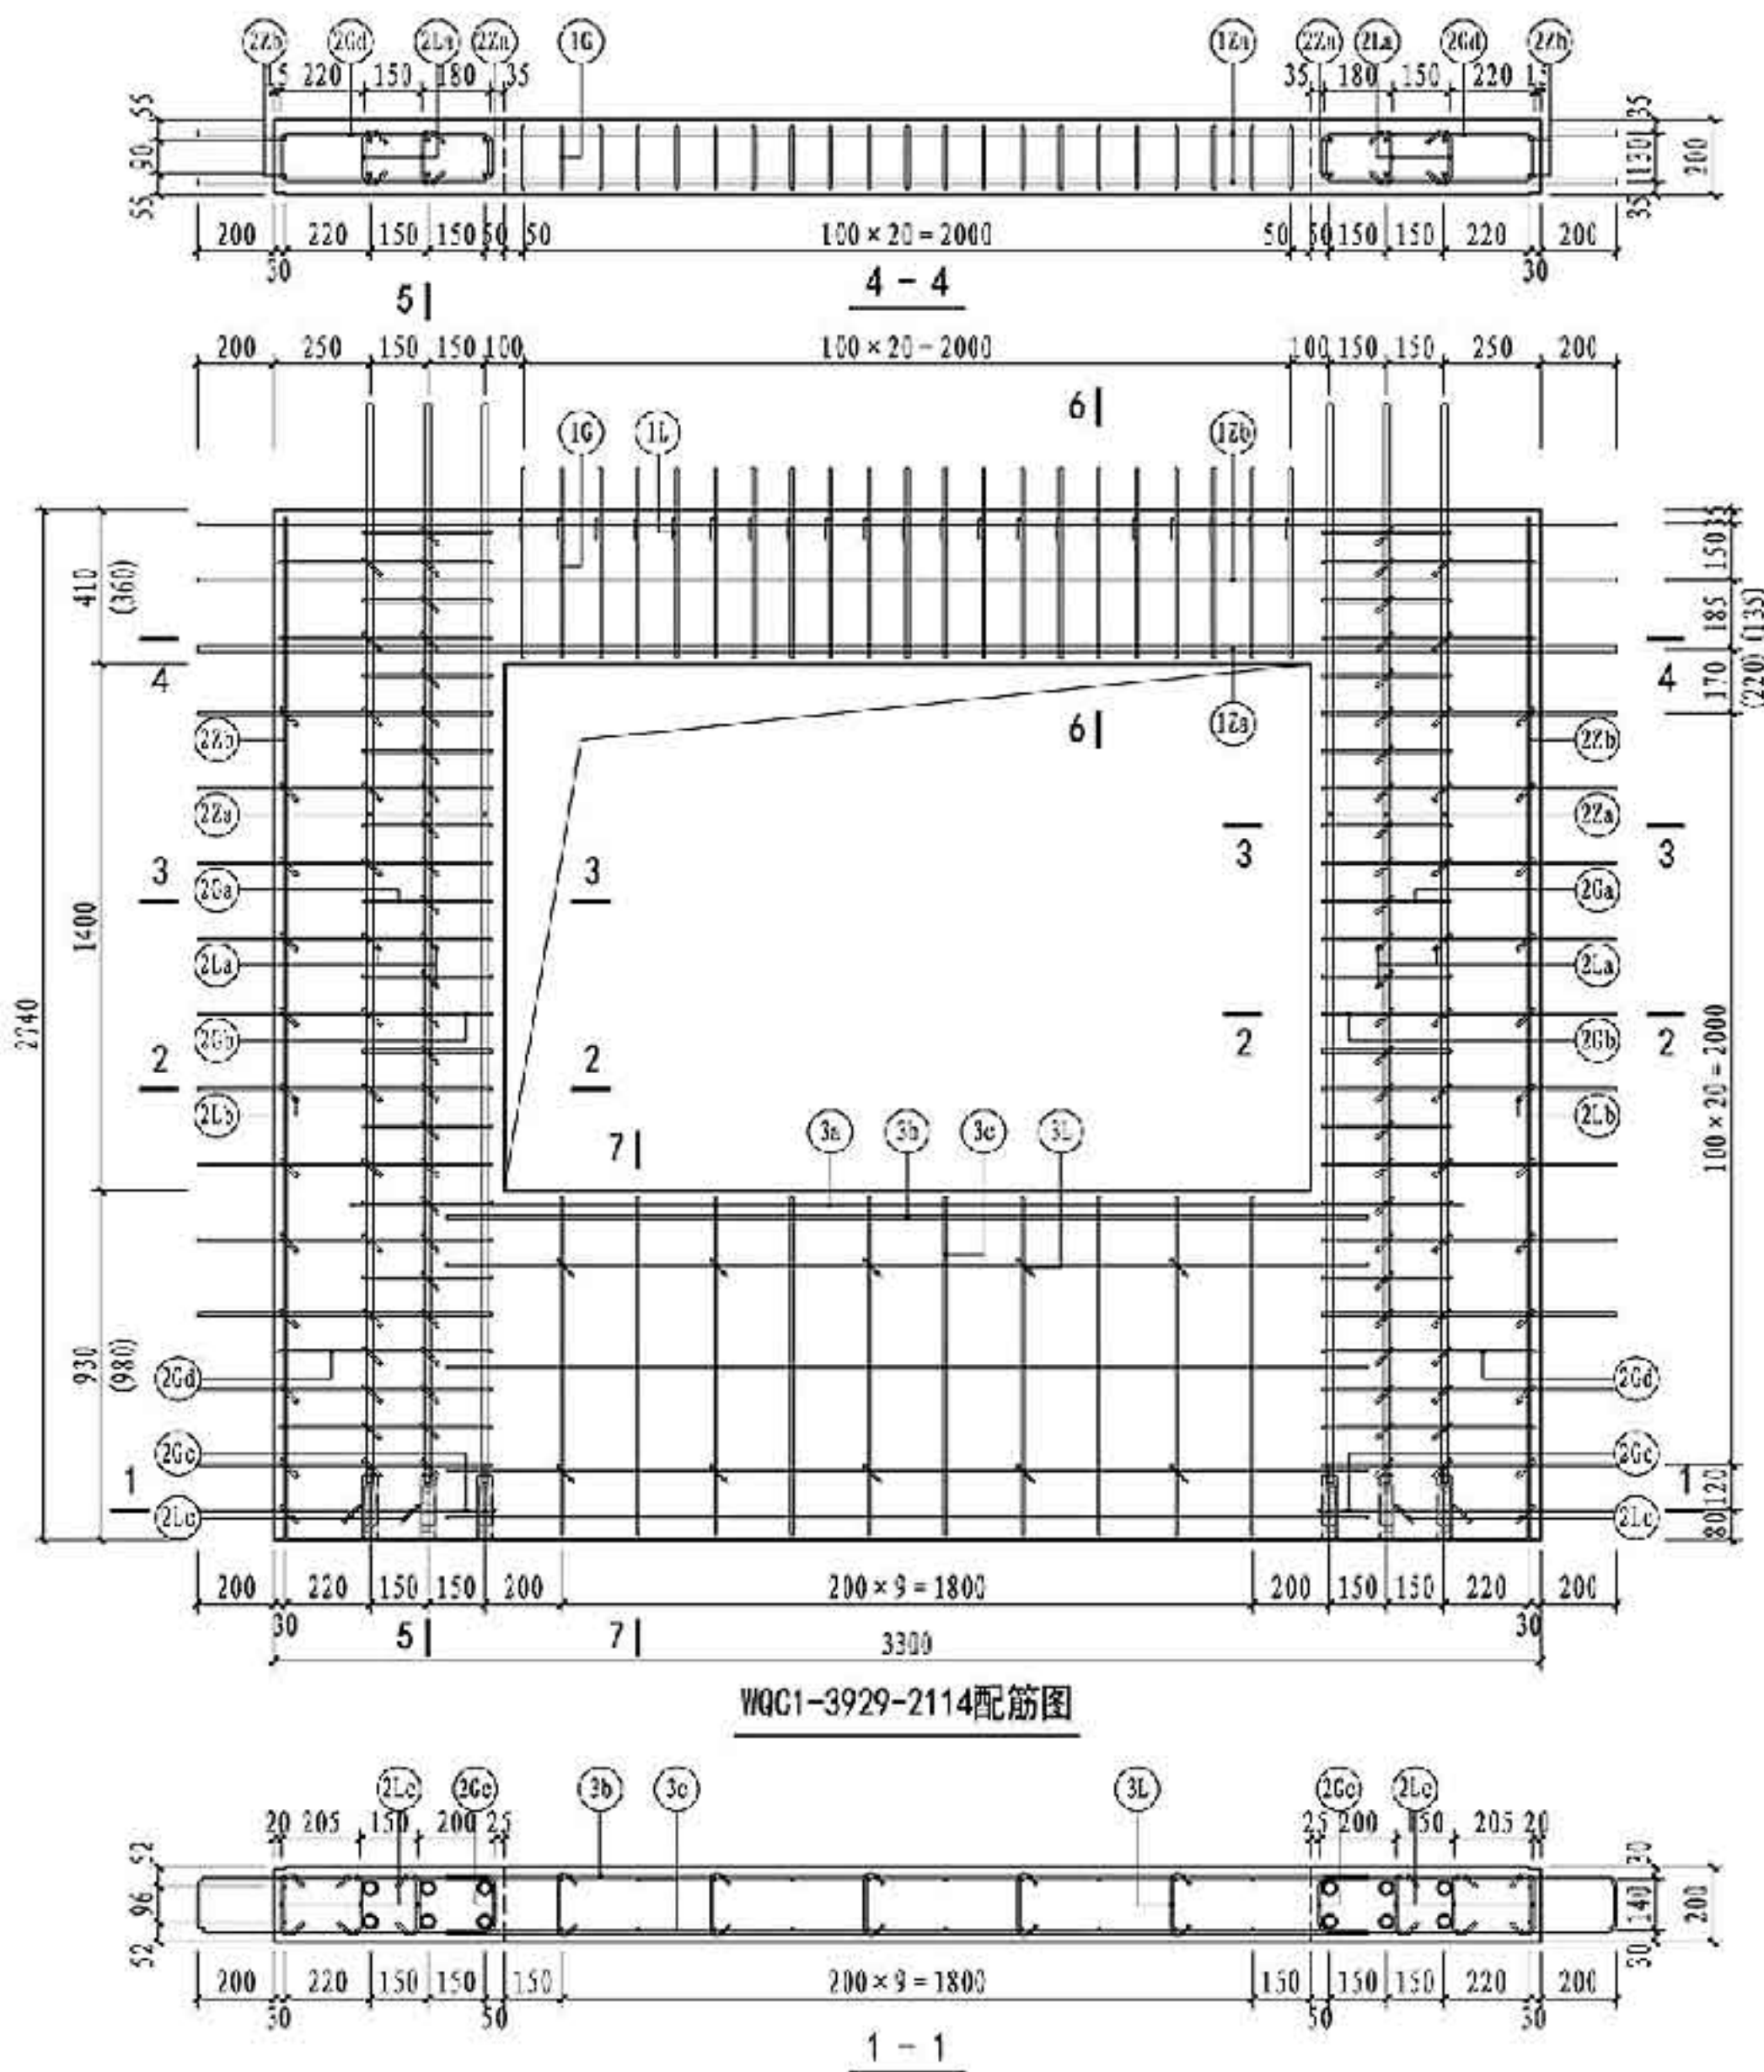 2Zb 2Gd 2La 2Za 1G 1Za 2Za 2La 2Gd 2Zb
15 220 150 180 35 35 180 150 220 15
55 90 55
35 130 35 200
200 30 220 150 150 50 50 100×20=2000 50 50 150 150 220 30 200
4-4
5
200 250 150 150 100 100×20=2000 100 150 150 250 200
6
1G 1L 1Zb
410 (360)
35 150 185 (135)
4 4
170 (220)
2Zb 6 1Za 2Zb
2Za 2Za
3 3 3 3
2Ga 2Ga
1400
2La 2La
2740
2Gb 2Gb
2 2 2 2
100×20=2000
2Lb 2Lb
7 3a 3b 3c 3L
930 (980)
2Gd 2Gd
2Gc 2Gc
1 1
2Lc 2Lc
120 80
200 220 150 150 200 200×9=1800 200 150 150 220 200
30 5 7 30
3300
WQC1-3929-2114配筋图
2Lc 2Gc 3b 3c 3L 2Gc 2Lc
20 205 150 200 25 25 200 150 205 20
52 96 52
30 140 30 200
200 220 150 150 150 200×9=1800 150 150 150 220 200
30 50 50 30
1-1